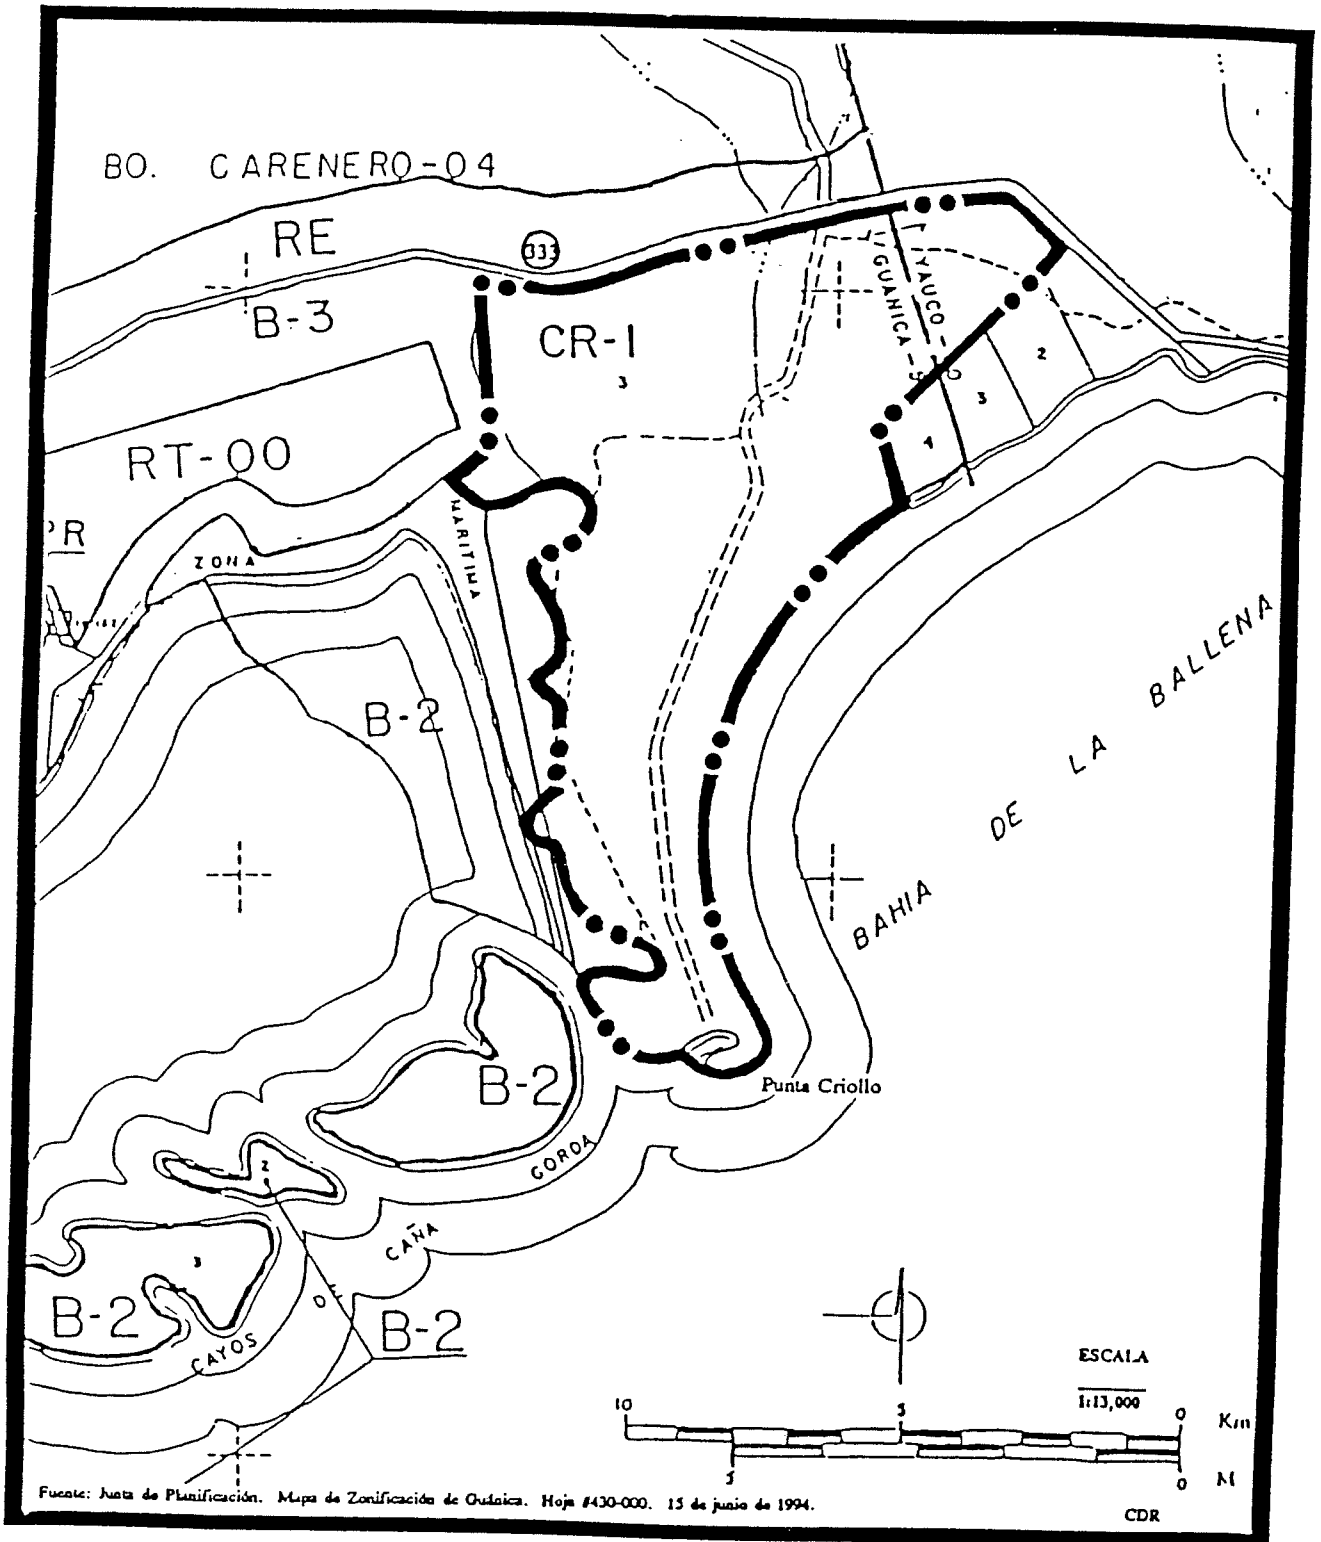 BO. CARENERO-04
RE
333
B-3
CR-1
3
YAUCO
GUANICA
2
3
4
RT-00
PR
ZONA
MARITIMA
B-2
BAHIA DE LA BALLENA
B-2
Punta Criollo
2
GORDA
CAÑA
3
DE
B-2
B-2
CAYOS
ESCALA
1:13,000
10 5 0 Km
5 0 M
Fuente: Junta de Planificación. Mapa de Zonificación de Guánica. Hoja #430-000. 15 de junio de 1994.
CDR